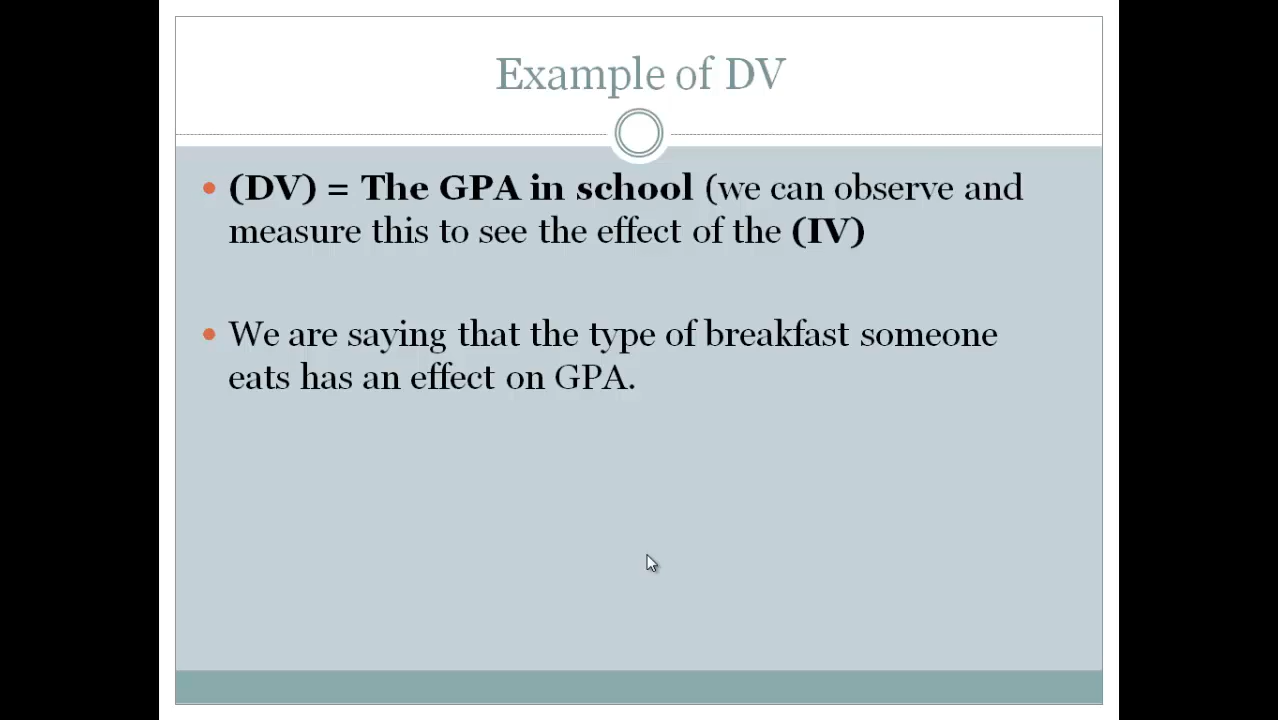 Example of DV
• (DV) = The GPA in school (we can observe and
measure this to see the effect of the (IV)
• We are saying that the type of breakfast someone
eats has an effect on GPA.